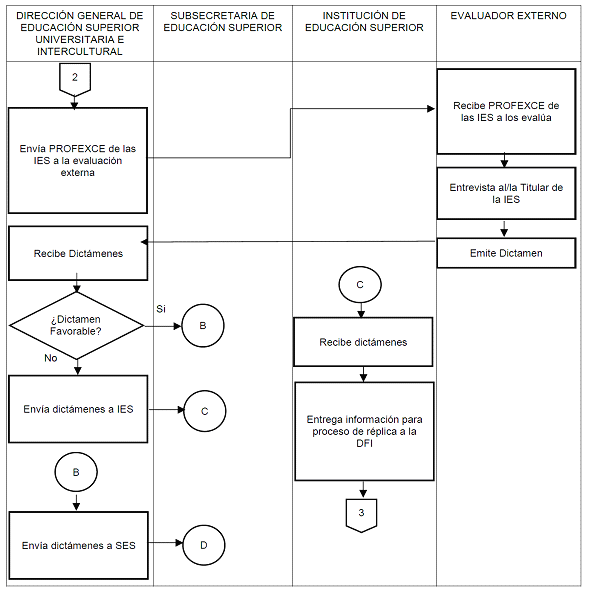 DIRECCIÓN GENERAL DE
EDUCACIÓN SUPERIOR
UNIVERSITARIA E
INTERCULTURAL
SUBSECRETARIA DE
EDUCACIÓN SUPERIOR
INSTITUCIÓN DE
EDUCACIÓN SUPERIOR
EVALUADOR EXTERNO
2
Envía PROFEXCE de las
IES a la evaluación
externa
Recibe PROFEXCE de
las IES a los evalúa
Entrevista al/la Titular de
la IES
Emite Dictamen
Recibe Dictámenes
¿Dictamen
Favorable?
Si
B
No
Envía dictámenes a IES
C
B
Envía dictámenes a SES
D
C
Recibe dictámenes
Entrega información para
proceso de réplica a la
DFI
3